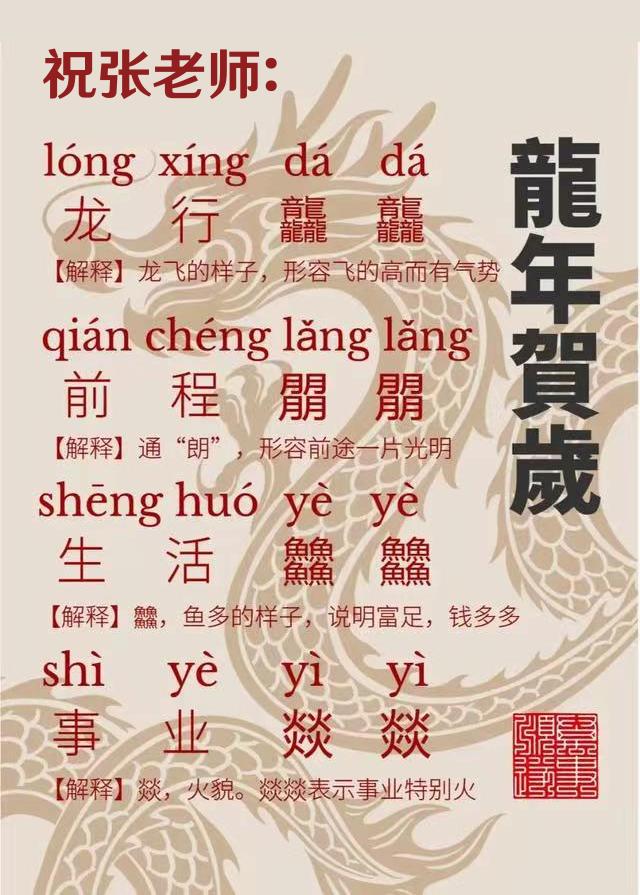 祝张老师:
lóng xíng dá dá
龙 行 龘 龘
【解释】龙飞的样子，形容飞的高而有气势
qián chéng lǎng lǎng
前 程 朤 朤
【解释】通“朗”，形容前途一片光明
shēng huó yè yè
生 活 䲜 䲜
【解释】䲜，鱼多的样子，说明富足，钱多多
shì yè yì yì
事 业 燚 燚
【解释】燚，火貌。燚燚表示事业特别火
龍年賀歲